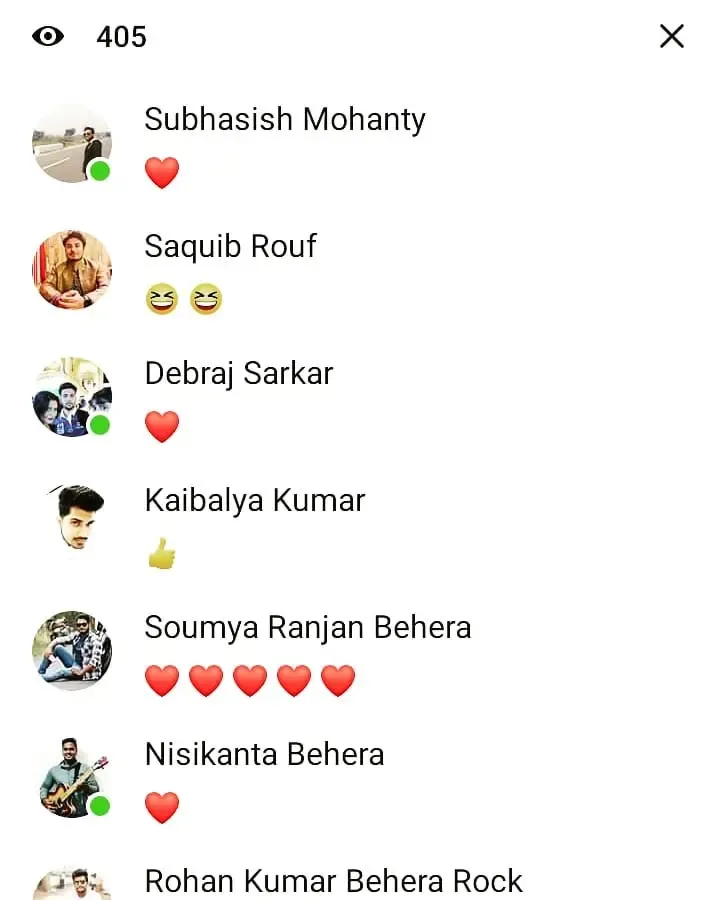 405
Subhasish Mohanty
❤️
Saquib Rouf
😆 😆
Debraj Sarkar
❤️
Kaibalya Kumar
👍
Soumya Ranjan Behera
❤️ ❤️ ❤️ ❤️ ❤️
Nisikanta Behera
❤️
Rohan Kumar Behera Rock